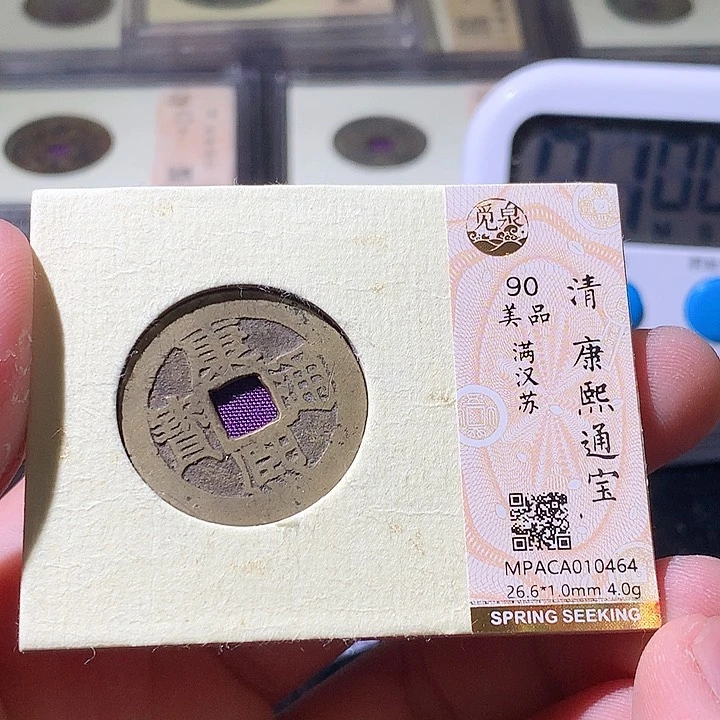 觅泉
清 康熙通宝
90
美品
满汉苏
MPACA010464
26.6*1.0mm 4.0g
SPRING SEEKING
康熙通寳